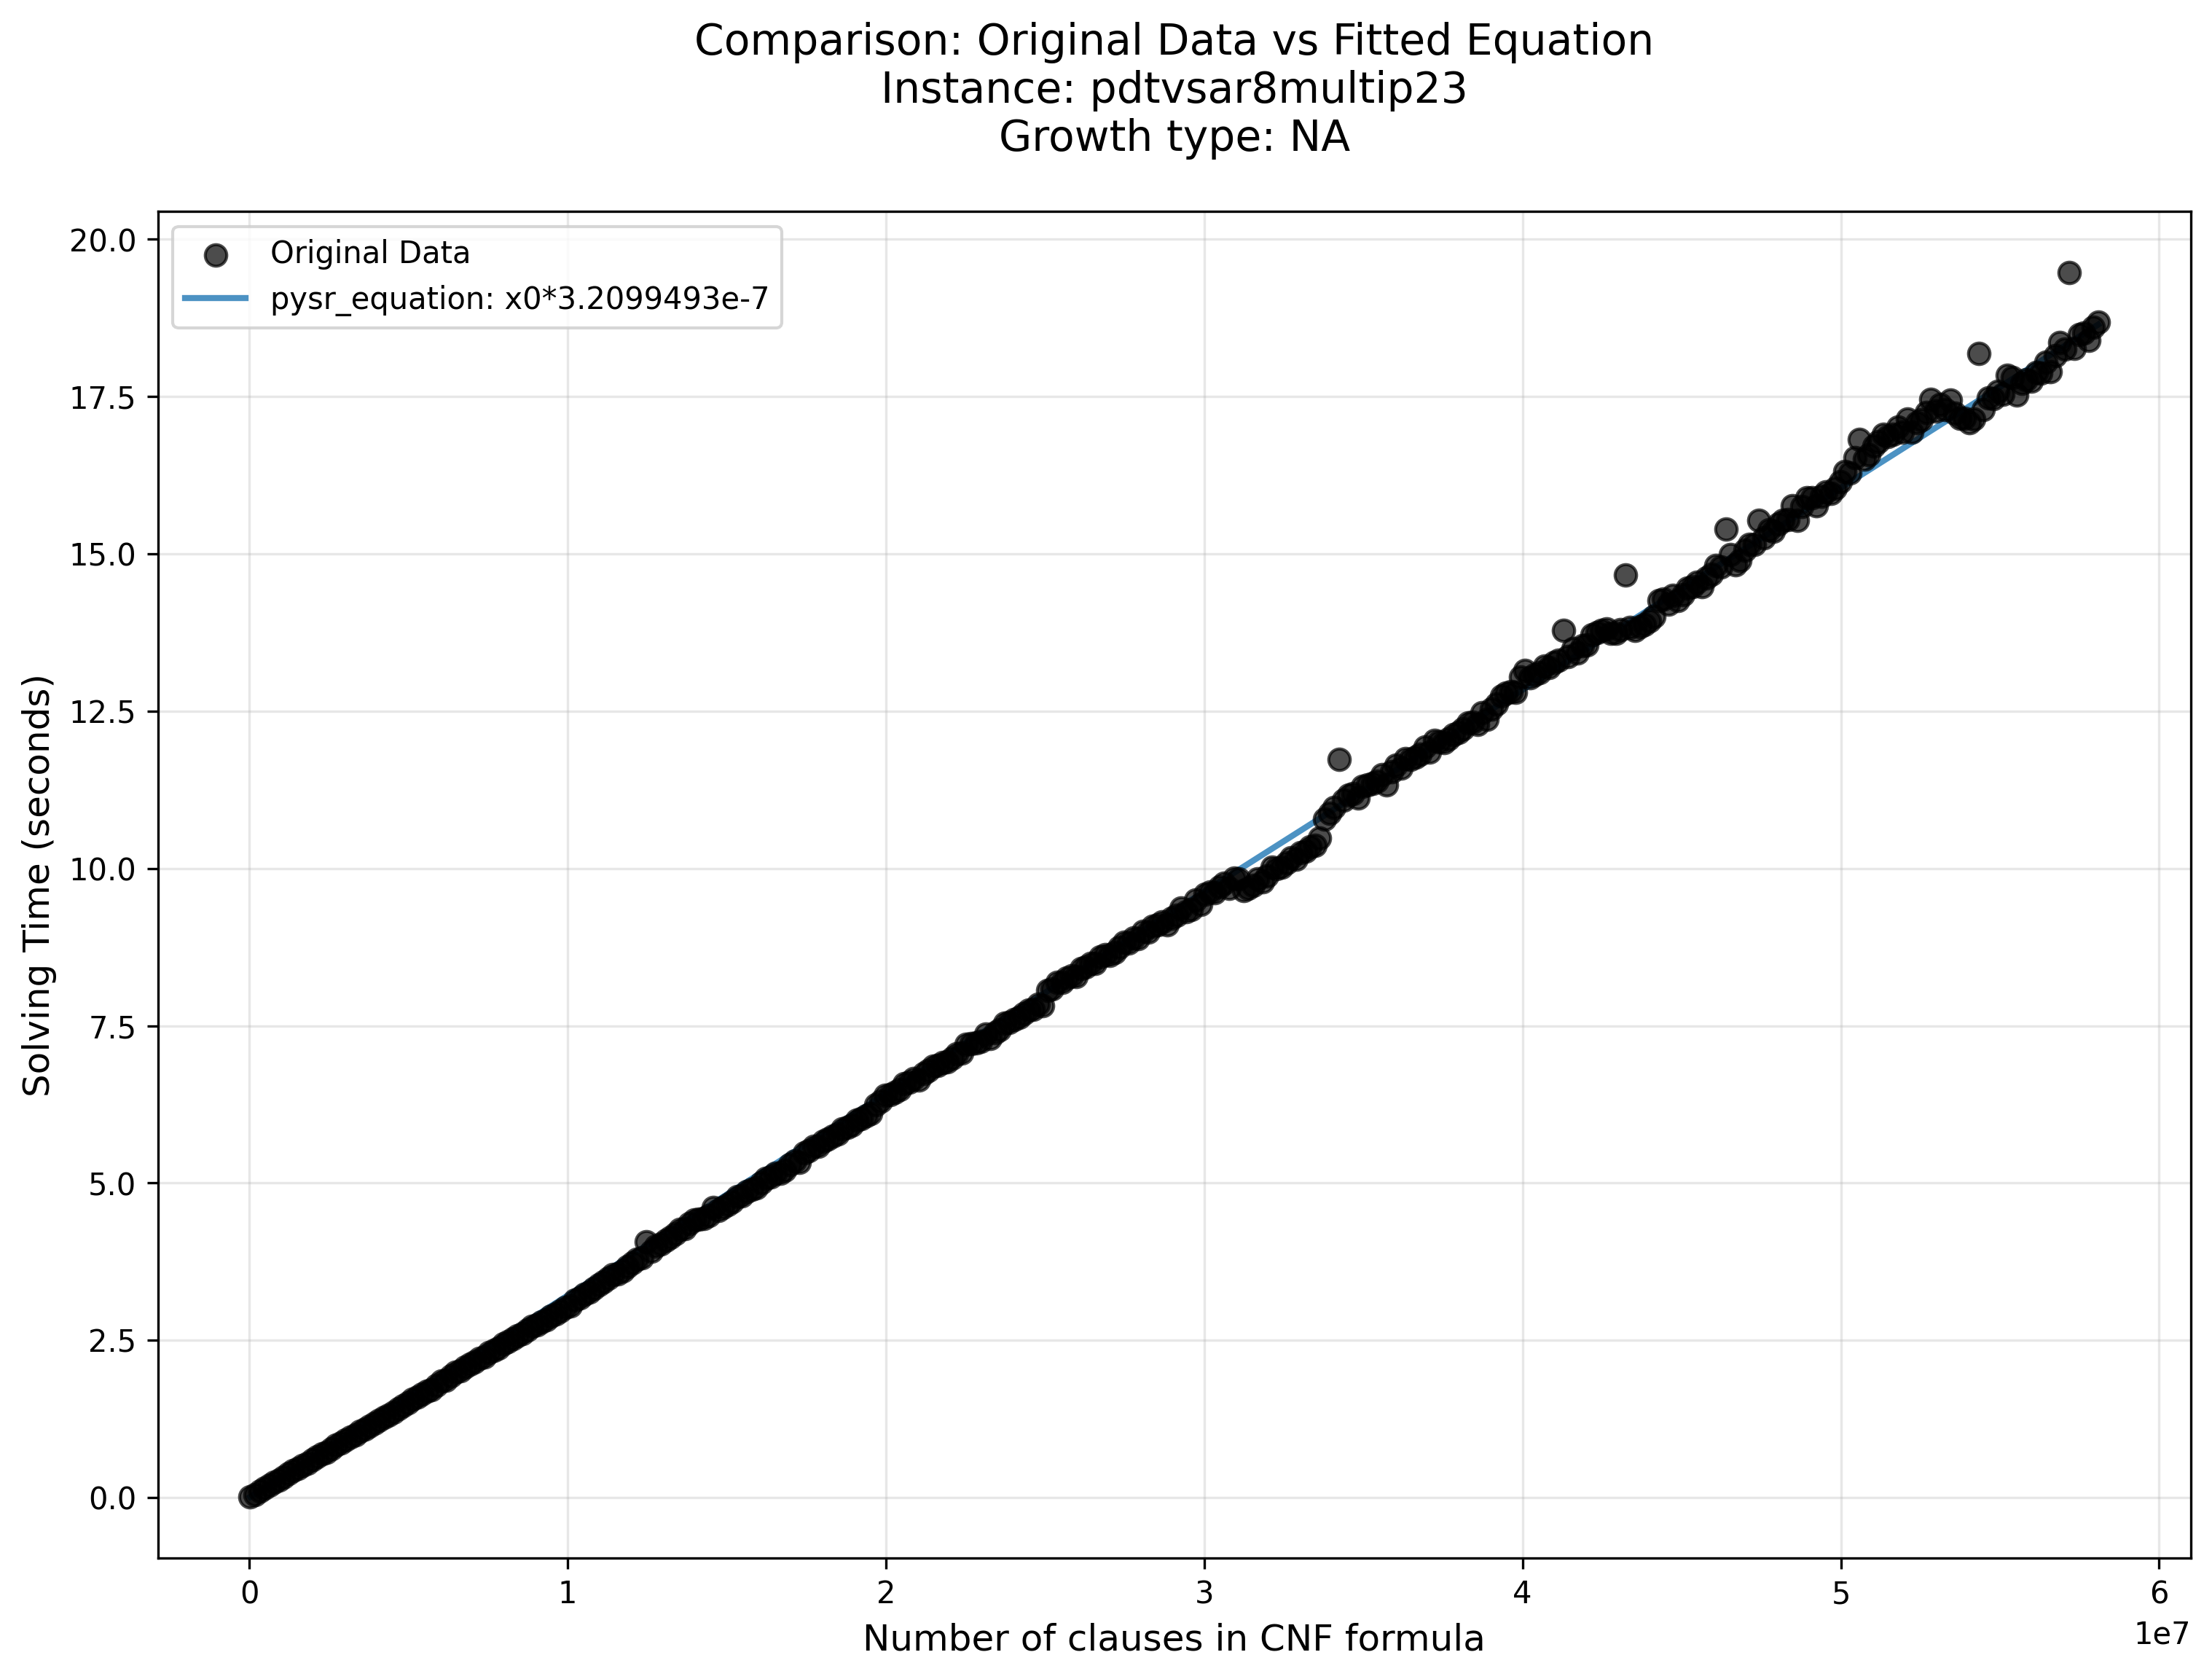 Comparison: Original Data vs Fitted Equation
Instance: pdtvsar8multip23
Growth type: NA
Original Data
pysr_equation: x0*3.2099493e-7
20.0
17.5
15.0
12.5
10.0
7.5
5.0
2.5
0.0
Solving Time (seconds)
0 1 2 3 4 5 6
1e7
Number of clauses in CNF formula